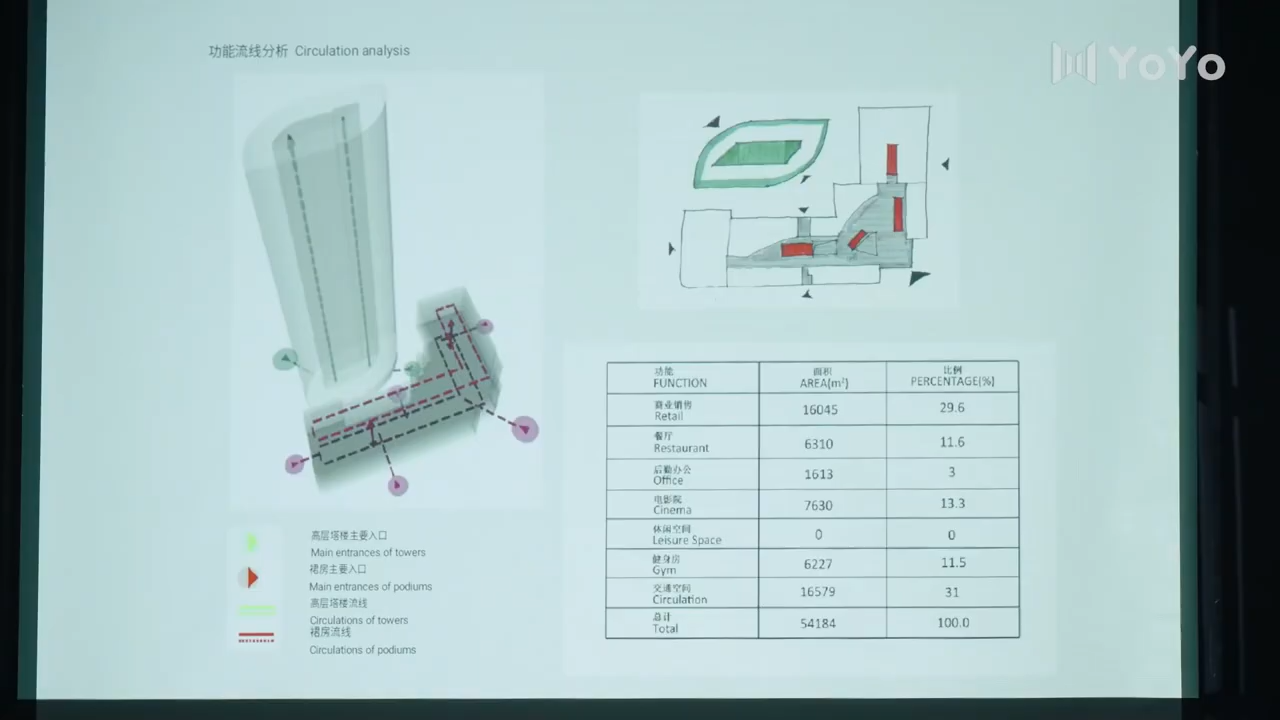 功能流线分析 Circulation analysis
YoYo
功能 面积 比例
FUNCTION AREA(m²) PERCENTAGE(%)
商业销售
Retail 16045 29.6
餐厅
Restaurant 6310 11.6
后勤办公
Office 1613 3
电影院
Cinema 7630 13.3
休闲空间
Leisure Space 0 0
健身房
Gym 6227 11.5
交通空间
Circulation 16579 31
总计
Total 54184 100.0
高层塔楼主要入口
Main entrances of towers
裙房主要入口
Main entrances of podiums
高层塔楼流线
Circulations of towers
裙房流线
Circulations of podiums